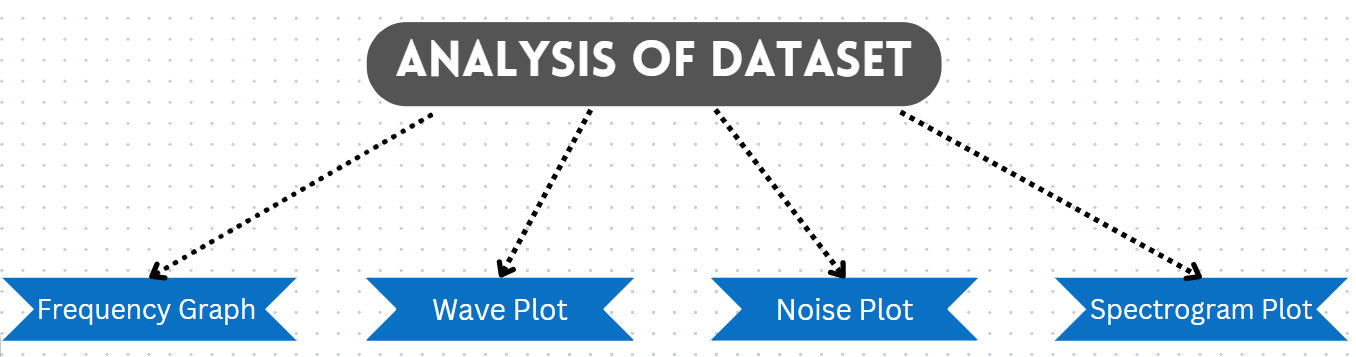 ANALYSIS OF DATASET
Frequency Graph
Wave Plot
Noise Plot
Spectrogram Plot